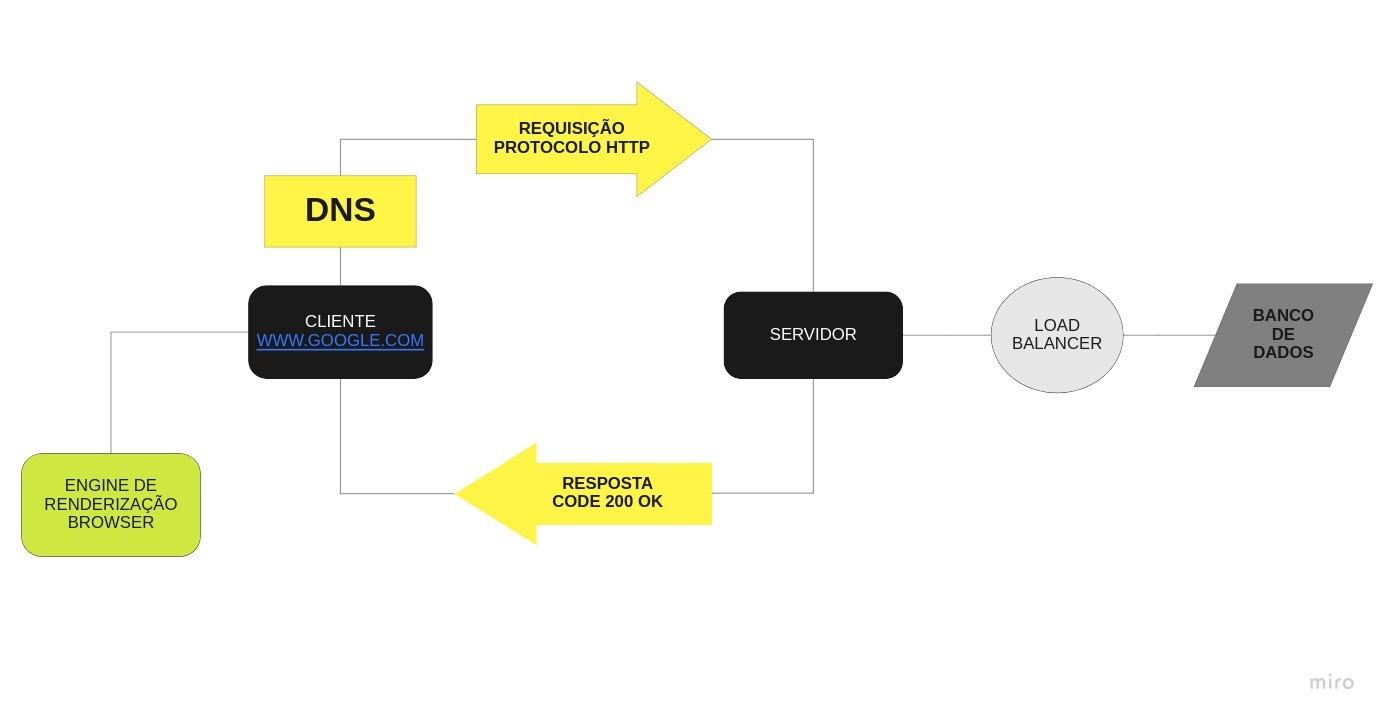 REQUISIÇÃO
PROTOCOLO HTTP
DNS
CLIENTE
WWW.GOOGLE.COM
SERVIDOR
LOAD
BALANCER
BANCO
DE
DADOS
ENGINE DE
RENDERIZAÇÃO
BROWSER
RESPOSTA
CODE 200 OK
miro